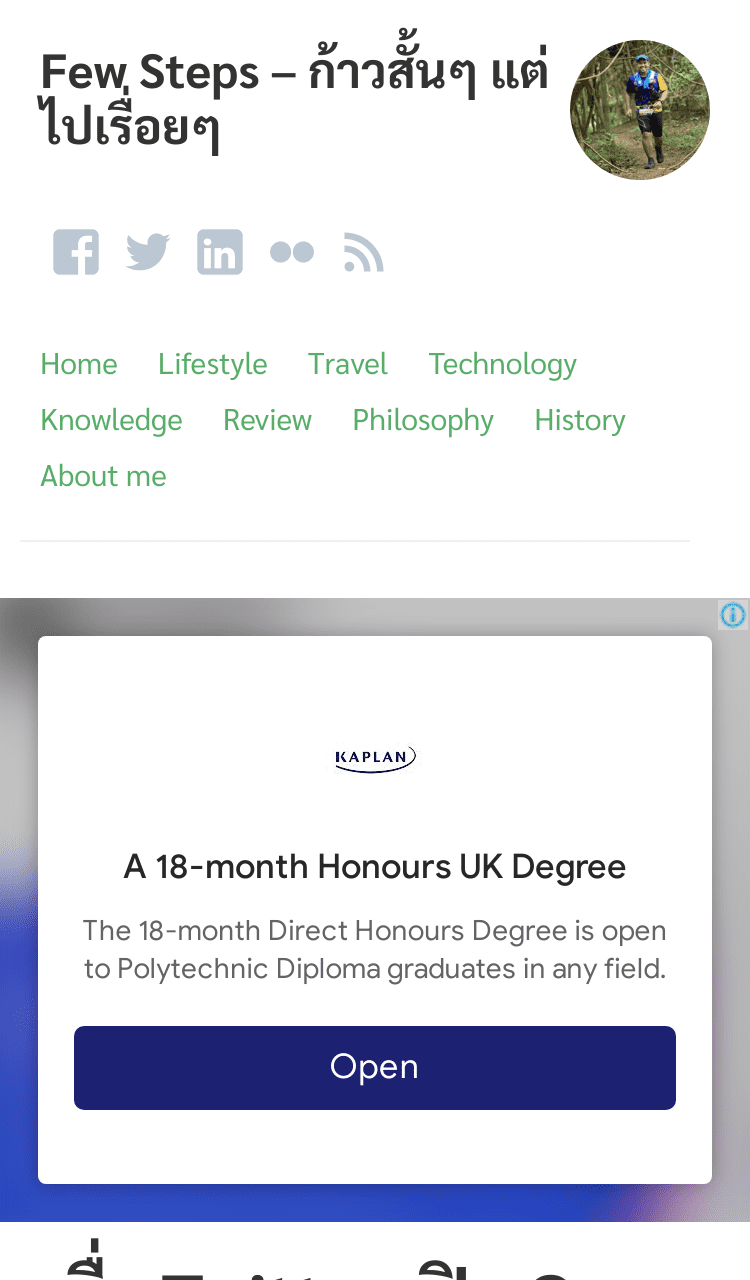 Few Steps – ก้าวสั้นๆ แต่
ไปเรื่อยๆ
Home Lifestyle Travel Technology
Knowledge Review Philosophy History
About me
KAPLAN
A 18-month Honours UK Degree
The 18-month Direct Honours Degree is open
to Polytechnic Diploma graduates in any field.
Open